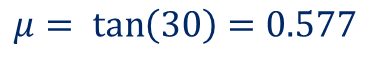 μ = tan(30) = 0.577